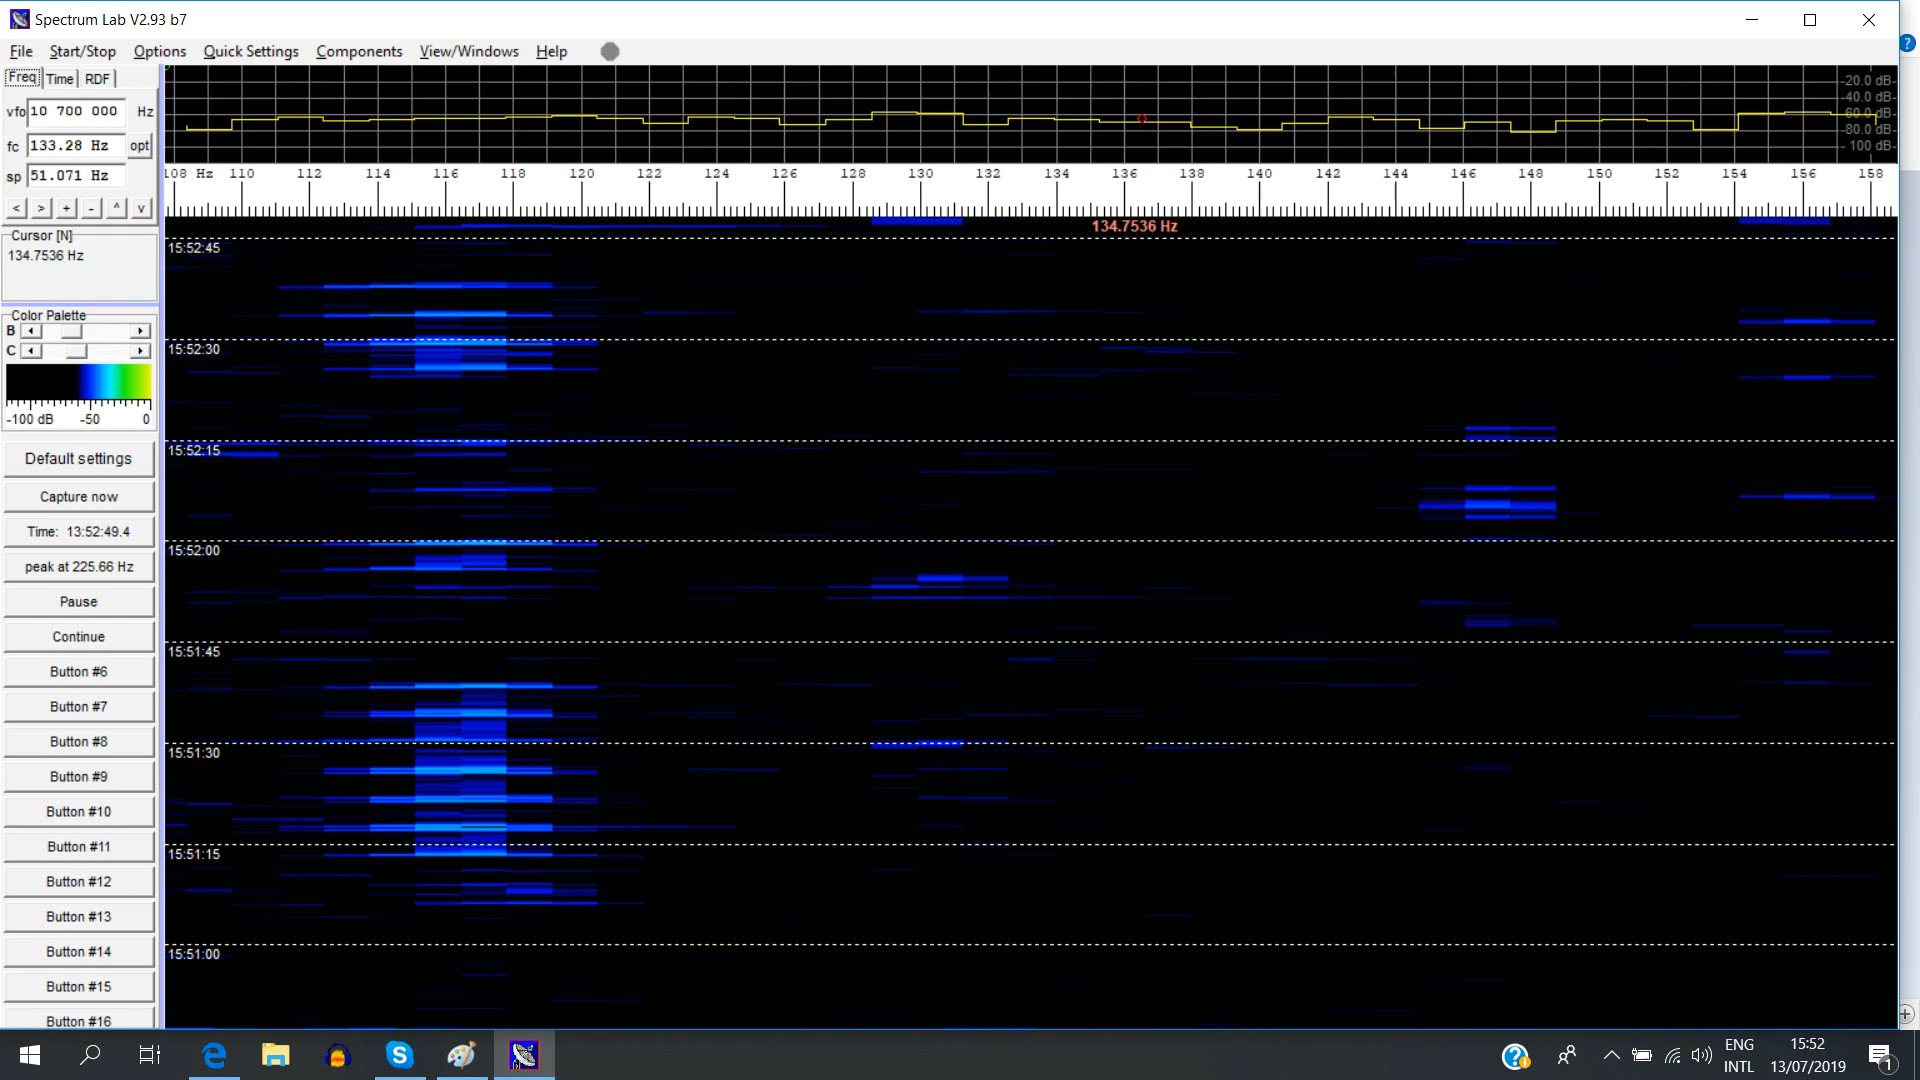 Spectrum Lab V2.93 b7
File Start/Stop Options Quick Settings Components View/Windows Help
Freq Time RDF
vfo 10 700 000 Hz
fc 133.28 Hz opt
sp 51.071 Hz
< > + - ^ v
Cursor [N]
134.7536 Hz
Color Palette
B
C
-100 dB -50 0
Default settings
Capture now
Time: 13:52:49.4
peak at 225.66 Hz
Pause
Continue
Button #6
Button #7
Button #8
Button #9
Button #10
Button #11
Button #12
Button #13
Button #14
Button #15
Button #16
-20.0 dB
-40.0 dB
-60.0 dB
-80.0 dB
- 100 dB
108 Hz 110 112 114 116 118 120 122 124 126 128 130 132 134 136 138 140 142 144 146 148 150 152 154 156 158
134.7536 Hz
15:52:45
15:52:30
15:52:15
15:52:00
15:51:45
15:51:30
15:51:15
15:51:00
ENG
INTL
15:52
13/07/2019
1